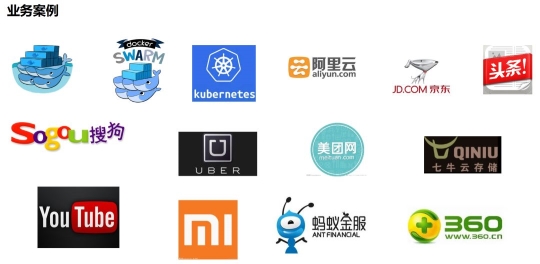 业务案例
docker
SWARM
kubernetes
阿里云
aliyun.com
JD.COM 京东
头条!
Sogou搜狗
U
UBER
美团网
meituan.com
QINIU
七牛云存储
YouTube
mi
蚂蚁金服
ANT FINANCIAL
360
www.360.cn